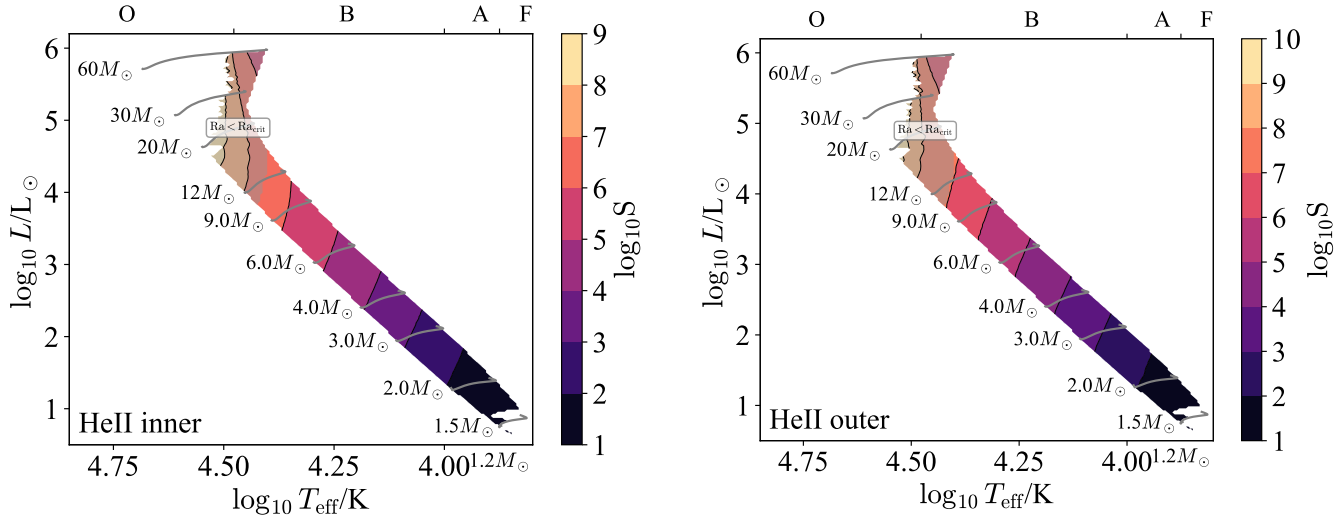 O B A F
6
5
4
3
2
1
log₁₀ L/L☉
60M☉
30M☉
20M☉
Ra < Ra_crit
12M☉
9.0M☉
6.0M☉
4.0M☉
3.0M☉
2.0M☉
1.5M☉
1.2M☉
HeII inner
4.75 4.50 4.25 4.00
log₁₀ T_eff/K
9
8
7
6
5
4
3
2
1
log₁₀S
O B A F
6
5
4
3
2
1
log₁₀ L/L☉
60M☉
30M☉
20M☉
Ra < Ra_crit
12M☉
9.0M☉
6.0M☉
4.0M☉
3.0M☉
2.0M☉
1.5M☉
1.2M☉
HeII outer
4.75 4.50 4.25 4.00
log₁₀ T_eff/K
10
9
8
7
6
5
4
3
2
1
log₁₀S